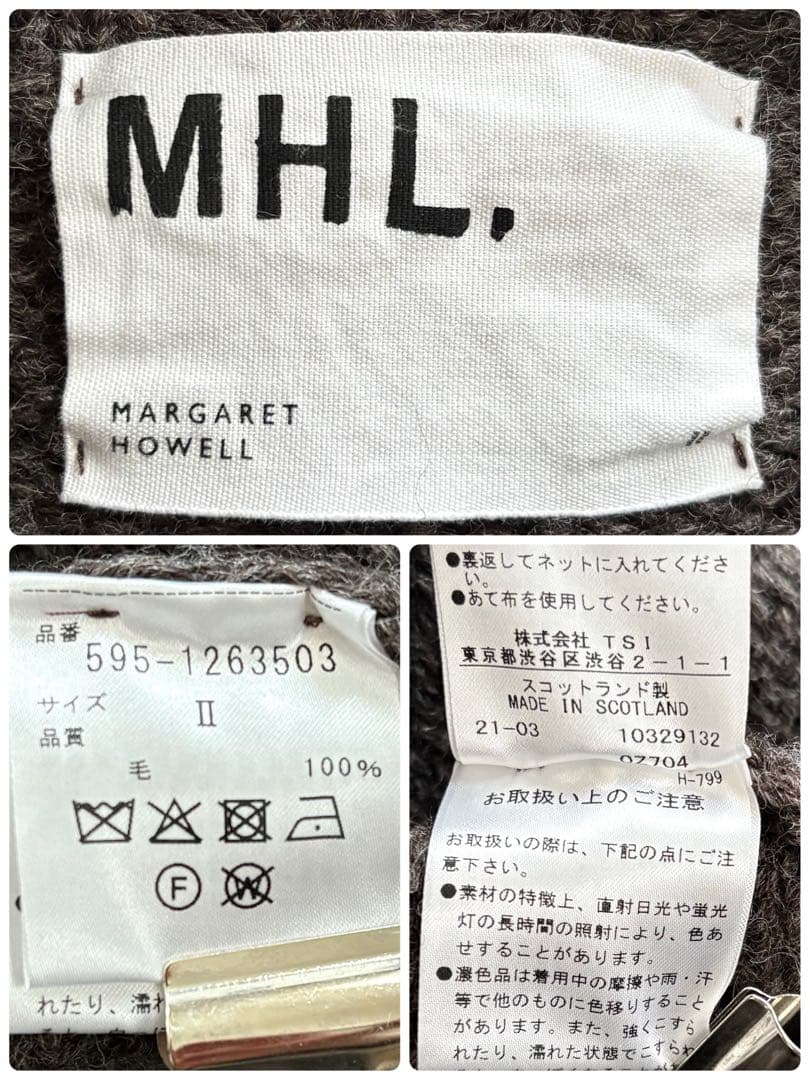 MHL.
MARGARET
HOWELL
II
品番
595-1263503
サイズ II
品質
毛 100%
F W
れたり、濡れ
●裏返してネットに入れてくださ
い。
●あて布を使用してください。
株式会社 TSI
東京都渋谷区渋谷2-1-1
スコットランド製
MADE IN SCOTLAND
21-03 10329132
07704
H-799
お取扱い上のご注意
お取扱いの際は、下記の点にご注
意下さい。
●素材の特徴上、直射日光や蛍光
灯の長時間の照射により、色あ
せすることがあります。
●濃色品は着用中の摩擦や雨・汗
等で他のものに色移りすること
があります。また、強くこすら
れたり、濡れた状態でこすられ